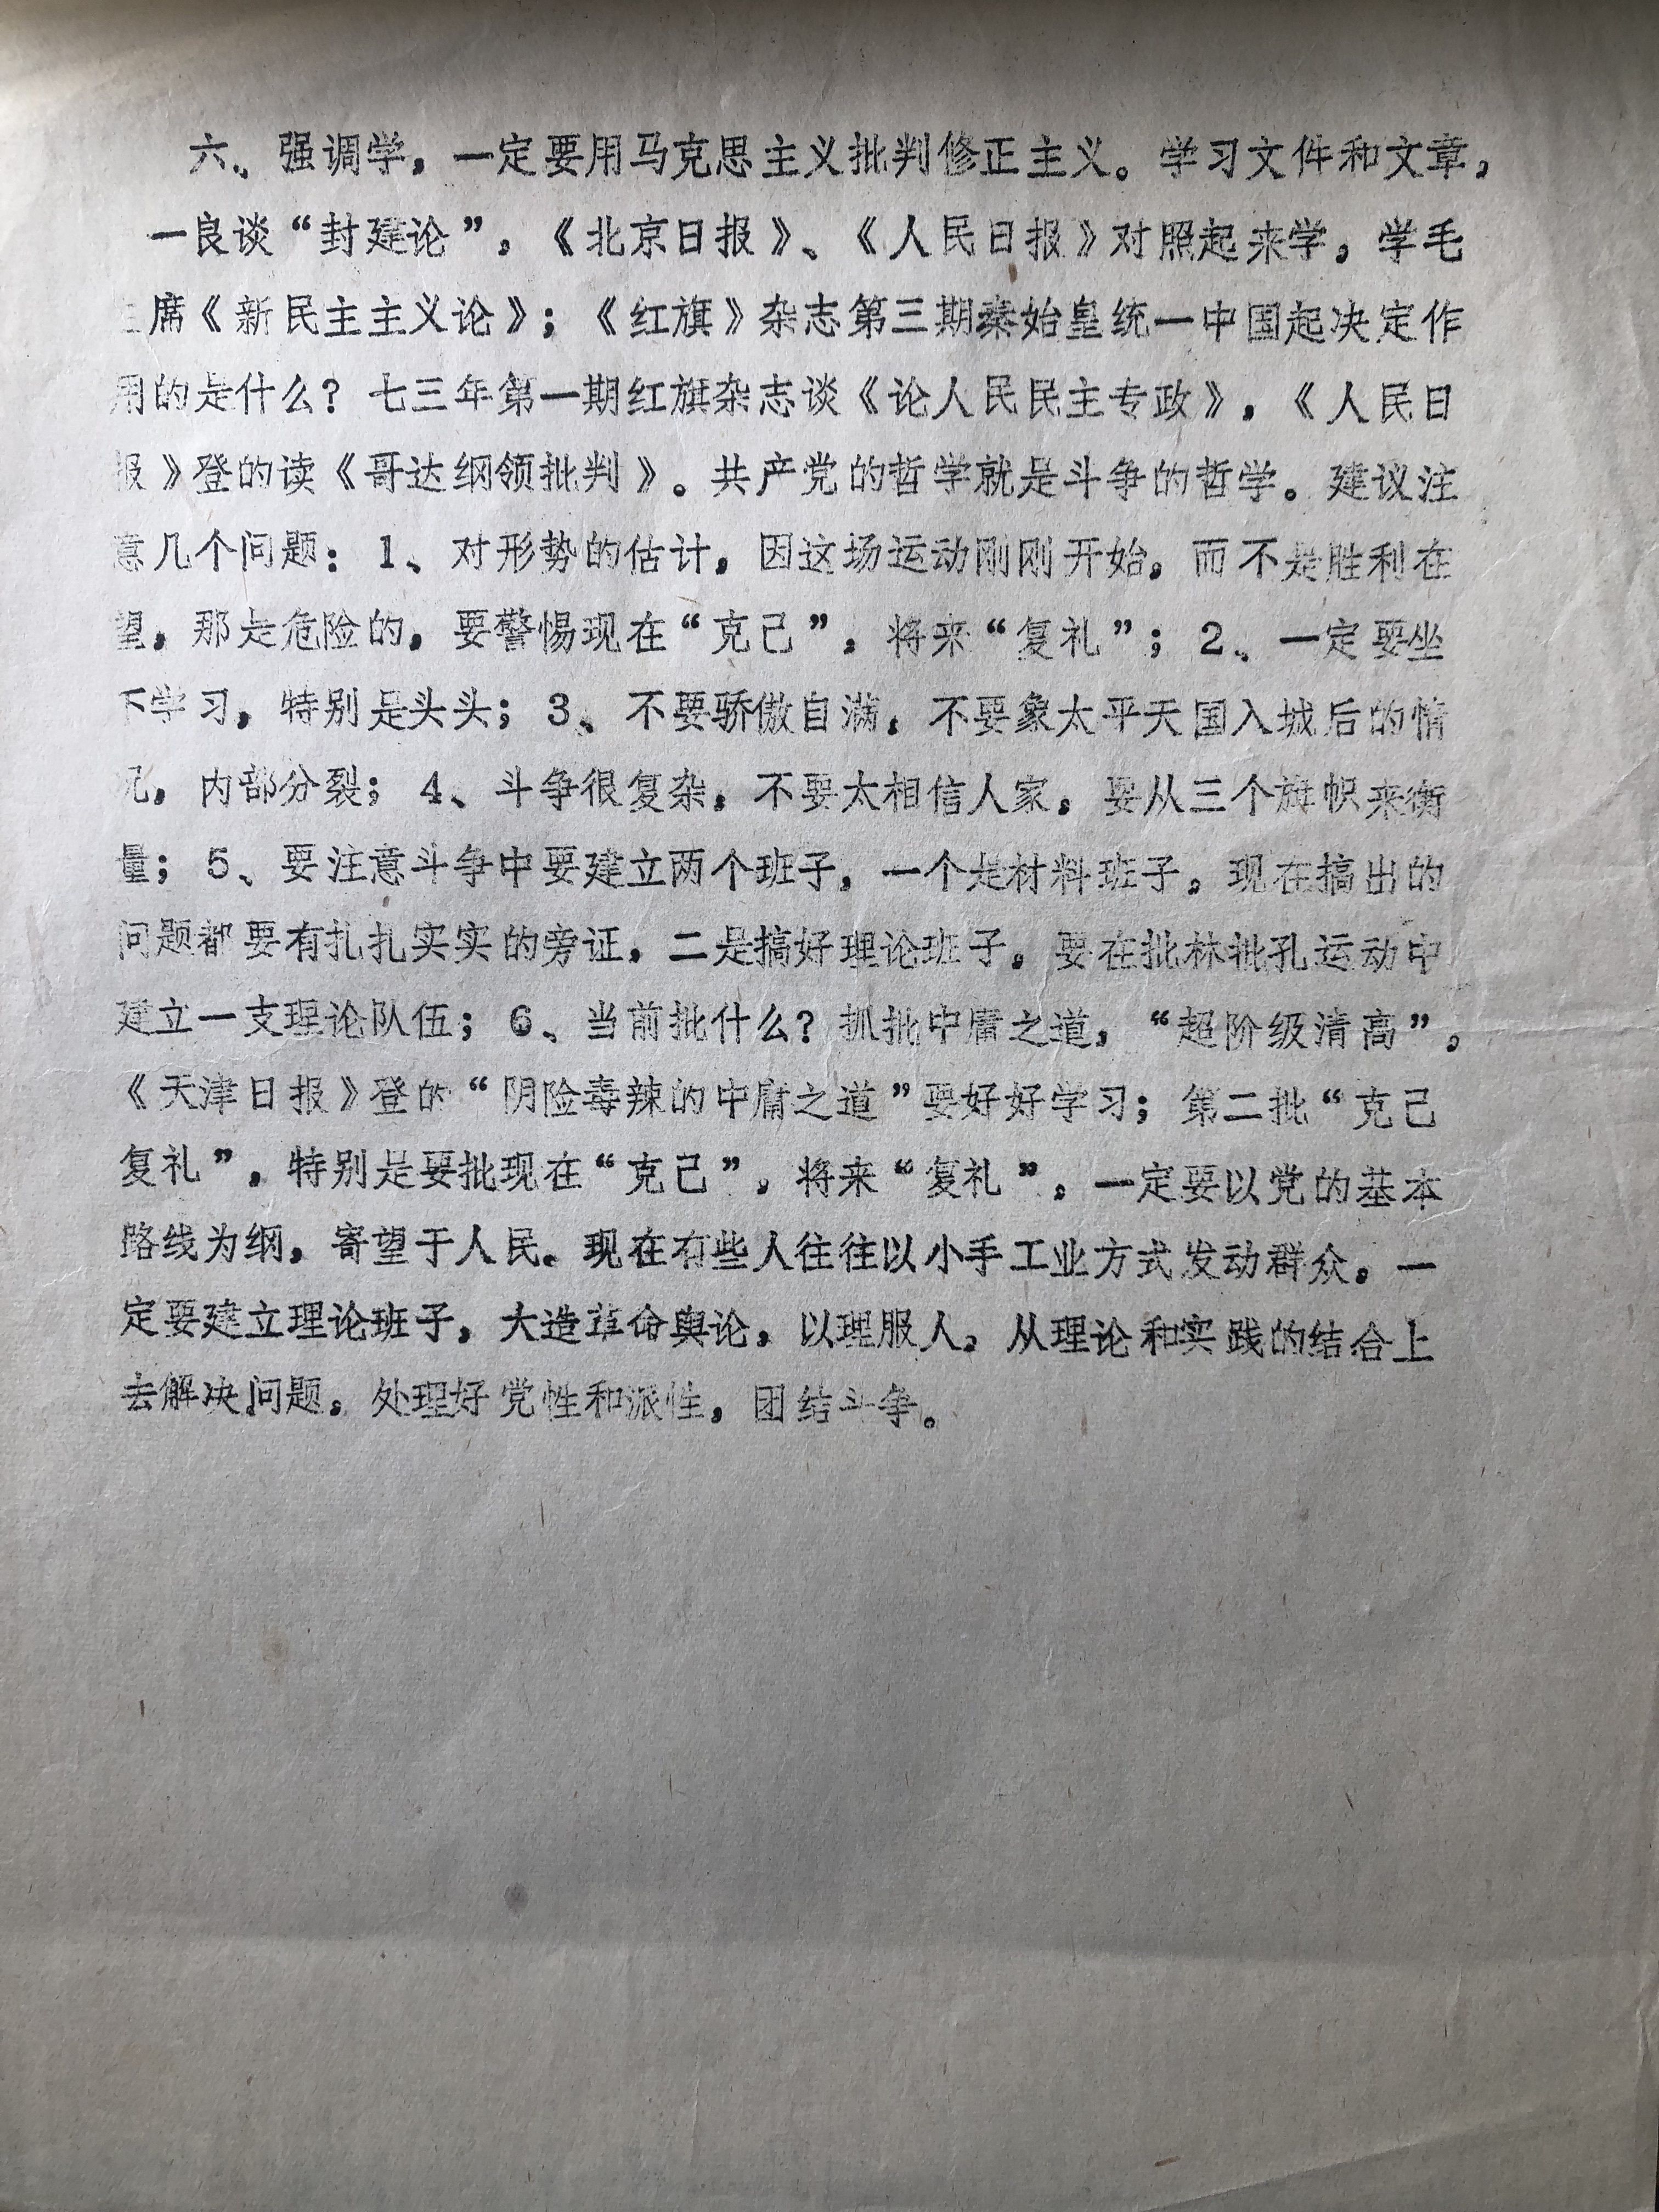 六、强调学，一定要用马克思主义批判修正主义。学习文件和文章，
一良谈“封建论”，《北京日报》、《人民日报》对照起来学，学毛
主席《新民主主义论》；《红旗》杂志第三期秦始皇统一中国起决定作
用的是什么？七三年第一期红旗杂志谈《论人民民主专政》，《人民日
报》登的读《哥达纲领批判》。共产党的哲学就是斗争的哲学。建议注
意几个问题：1、对形势的估计，因这场运动刚刚开始，而不是胜利在
望，那是危险的，要警惕现在“克己”，将来“复礼”；2、一定要坐
下学习，特别是头头；3、不要骄傲自满，不要象太平天国入城后的情
况，内部分裂；4、斗争很复杂，不要太相信人家，要从三个旗帜来衡
量；5、要注意斗争中要建立两个班子，一个是材料班子，现在搞出的
问题都要有扎扎实实的旁证，二是搞好理论班子，要在批林批孔运动中
建立一支理论队伍；6、当前批什么？抓批中庸之道，“超阶级清高”，
《天津日报》登的“阴险毒辣的中庸之道”要好好学习；第二批“克己
复礼”，特别是要批现在“克己”，将来“复礼”，一定要以党的基本
路线为纲，寄望于人民。现在有些人往往以小手工业方式发动群众，一
定要建立理论班子，大造革命舆论，以理服人，从理论和实践的结合上
去解决问题，处理好党性和派性，团结斗争。